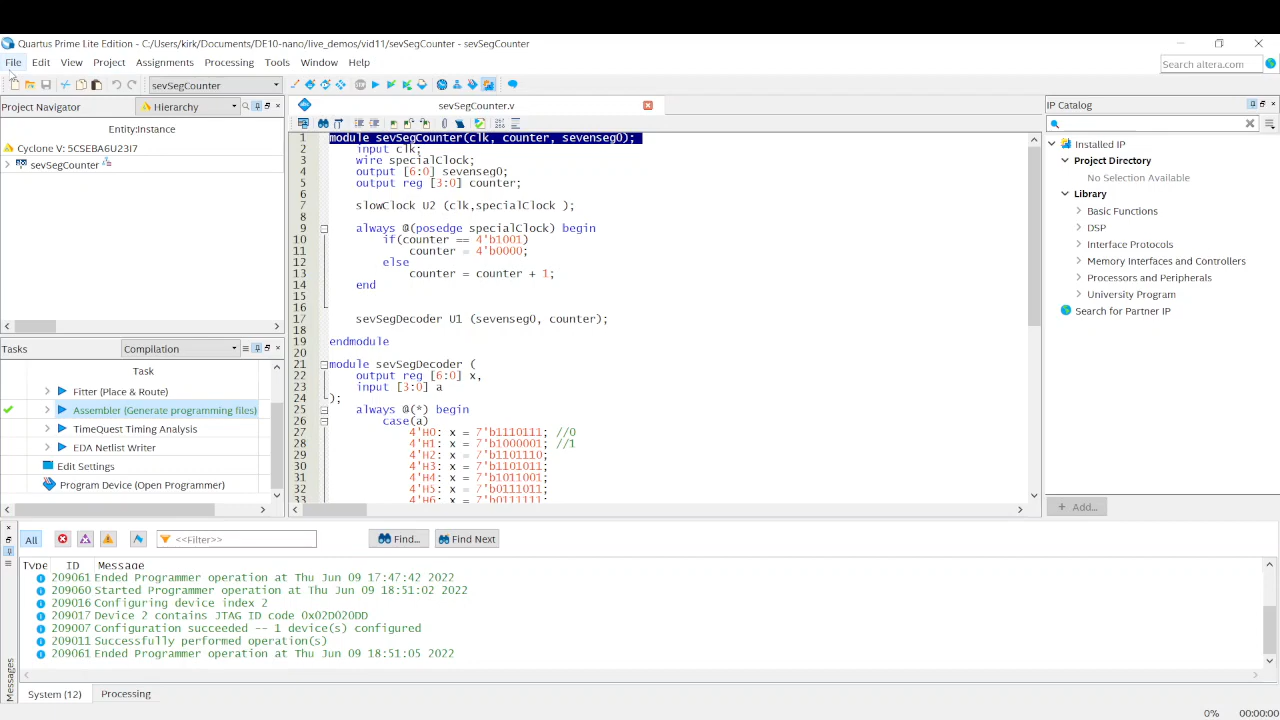 Quartus Prime Lite Edition - C:/Users/kirk/Documents/DE10-nano/live_demos/vid11/sevSegCounter - sevSegCounter
File Edit View Project Assignments Processing Tools Window Help
Search altera.com
sevSegCounter
Project Navigator Hierarchy
Entity:Instance
Cyclone V: 5CSEBA6U23I7
sevSegCounter
Tasks Compilation
Task
Fitter (Place & Route)
Assembler (Generate programming files)
TimeQuest Timing Analysis
EDA Netlist Writer
Edit Settings
Program Device (Open Programmer)
sevSegCounter.v
1 module sevSegCounter(clk, counter, sevenseg0);
2 input clk;
3 wire specialClock;
4 output [6:0] sevenseg0;
5 output reg [3:0] counter;
6
7 slowClock U2 (clk,specialClock );
8
9 always @(posedge specialClock) begin
10 if(counter == 4'b1001)
11 counter = 4'b0000;
12 else
13 counter = counter + 1;
14 end
15
16
17 sevSegDecoder U1 (sevenseg0, counter);
18
19 endmodule
20
21 module sevSegDecoder (
22 output reg [6:0] x,
23 input [3:0] a
24 );
25 always @(*) begin
26 case(a)
27 4'H0: x = 7'b1110111; //0
28 4'H1: x = 7'b1000001; //1
29 4'H2: x = 7'b1101110;
30 4'H3: x = 7'b1101011;
31 4'H4: x = 7'b1011001;
32 4'H5: x = 7'b0111011;
33 4'H6: x = 7'b0111111;
IP Catalog
Installed IP
Project Directory
No Selection Available
Library
Basic Functions
DSP
Interface Protocols
Memory Interfaces and Controllers
Processors and Peripherals
University Program
Search for Partner IP
+ Add...
All <<Filter>> Find... Find Next
Type ID Message
209061 Ended Programmer operation at Thu Jun 09 17:47:42 2022
209060 Started Programmer operation at Thu Jun 09 18:51:02 2022
209016 Configuring device index 2
209017 Device 2 contains JTAG ID code 0x02D020DD
209007 Configuration succeeded -- 1 device(s) configured
209011 Successfully performed operation(s)
209061 Ended Programmer operation at Thu Jun 09 18:51:05 2022
Messages
System (12) Processing
0% 00:00:00